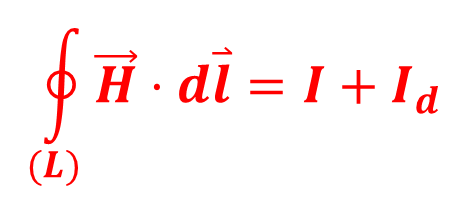 ∮₍L₎ H⃗ · dl⃗ = I + I_d